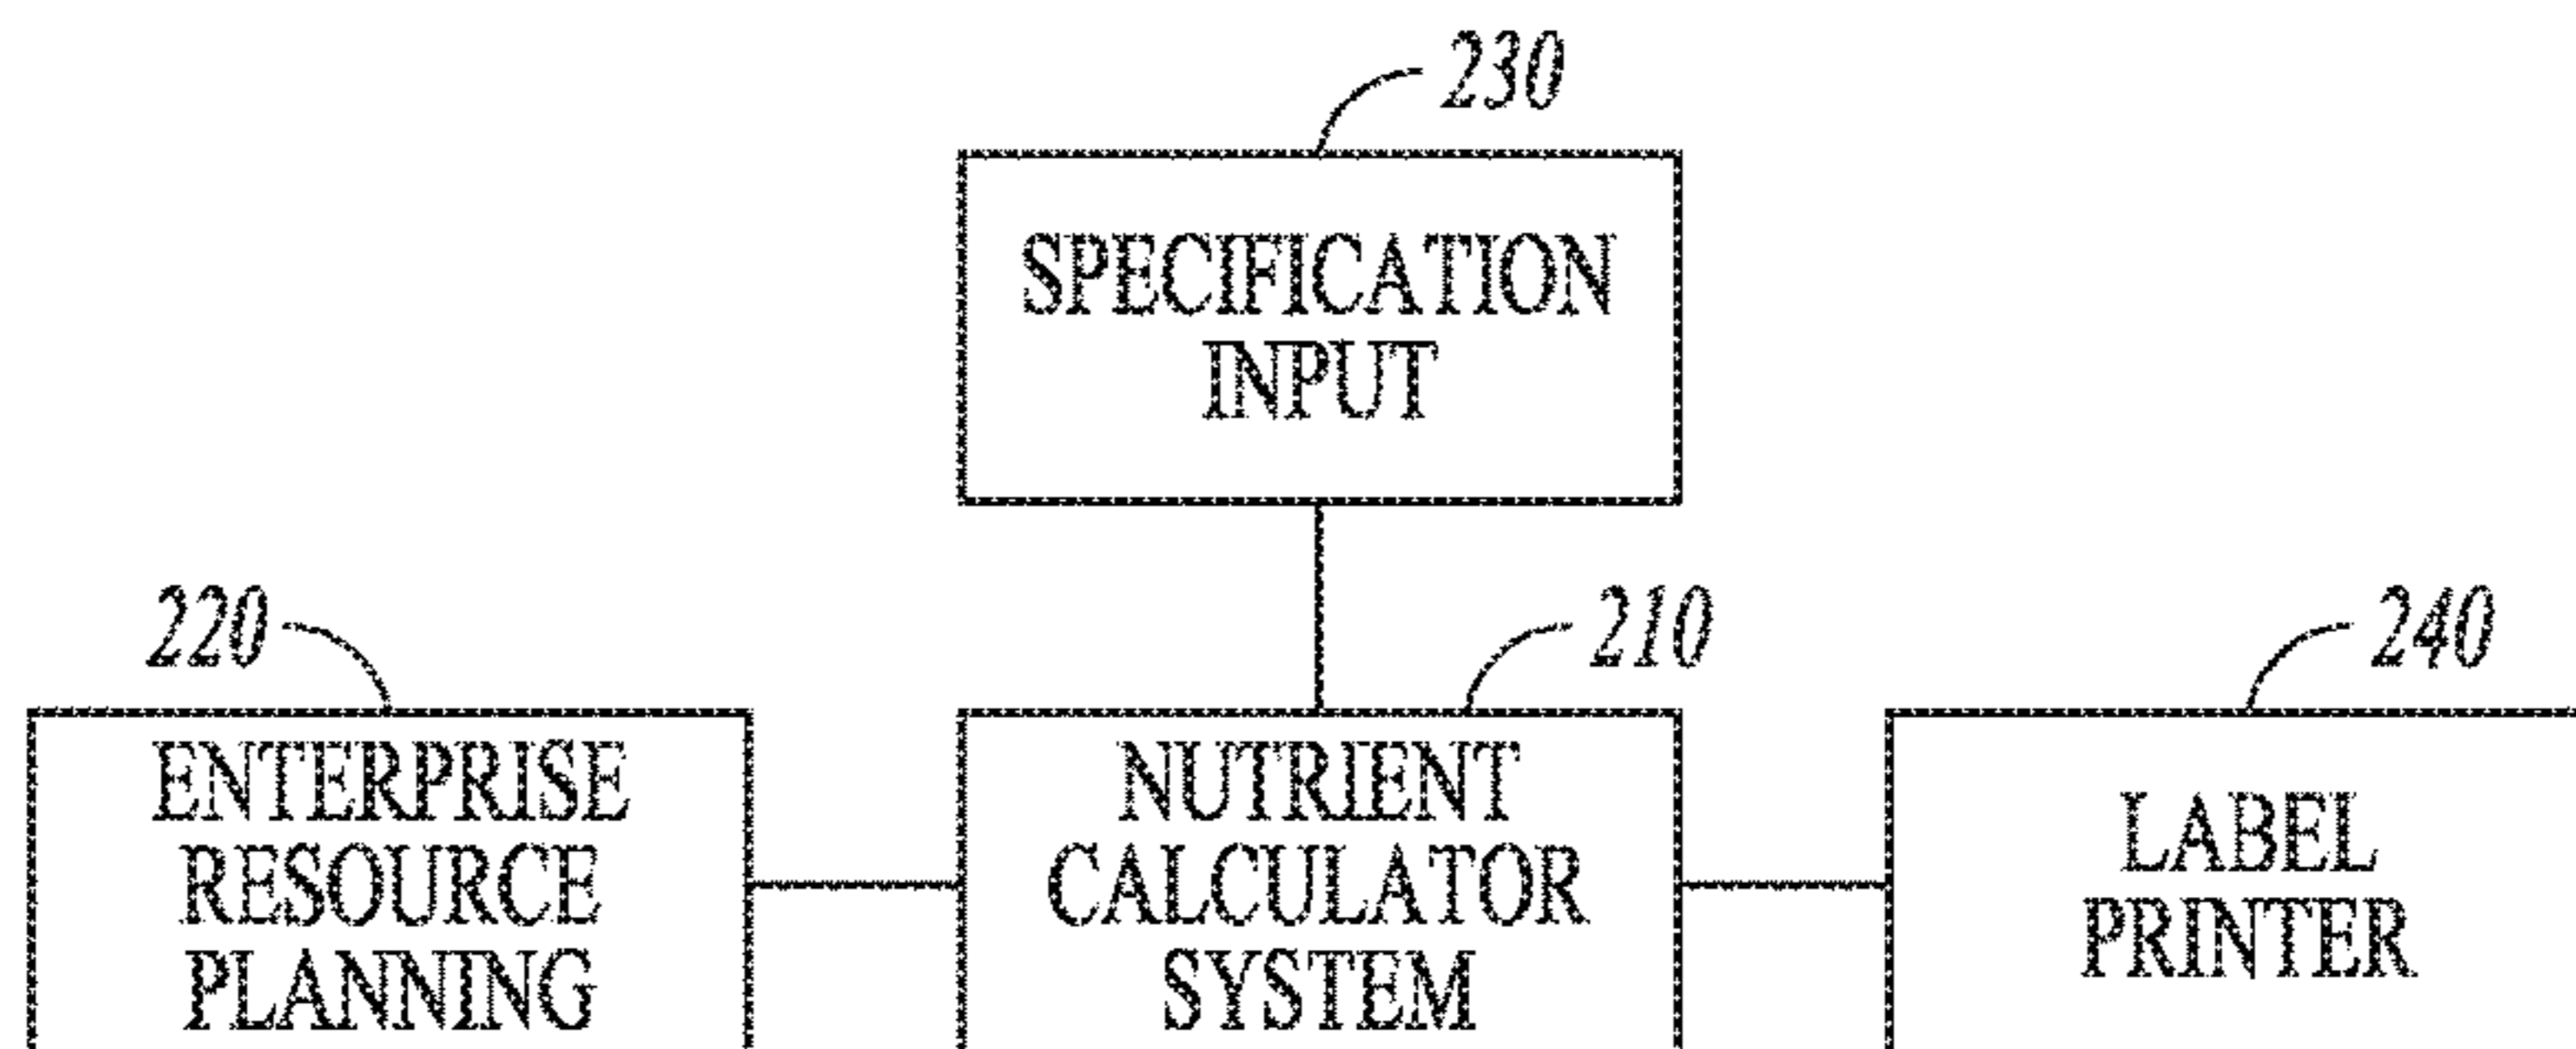 230
SPECIFICATION
INPUT
220
210
240
ENTERPRISE
RESOURCE
PLANNING
NUTRIENT
CALCULATOR
SYSTEM
LABEL
PRINTER